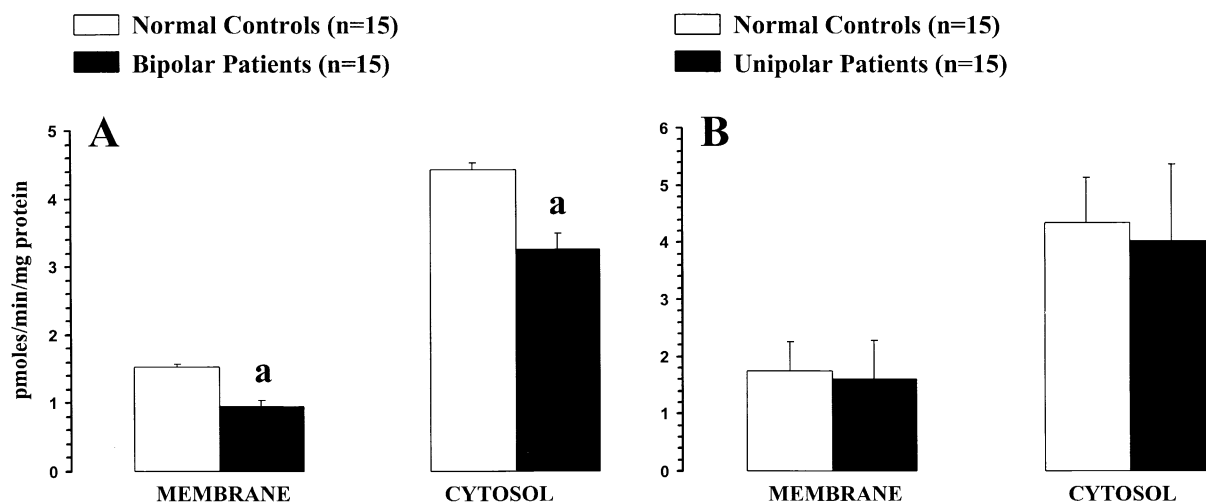 Normal Controls (n=15)
Bipolar Patients (n=15)
Normal Controls (n=15)
Unipolar Patients (n=15)
A
pmoles/min/mg protein
5
4
3
2
1
0
a
a
MEMBRANE
CYTOSOL
B
6
5
4
3
2
1
0
MEMBRANE
CYTOSOL